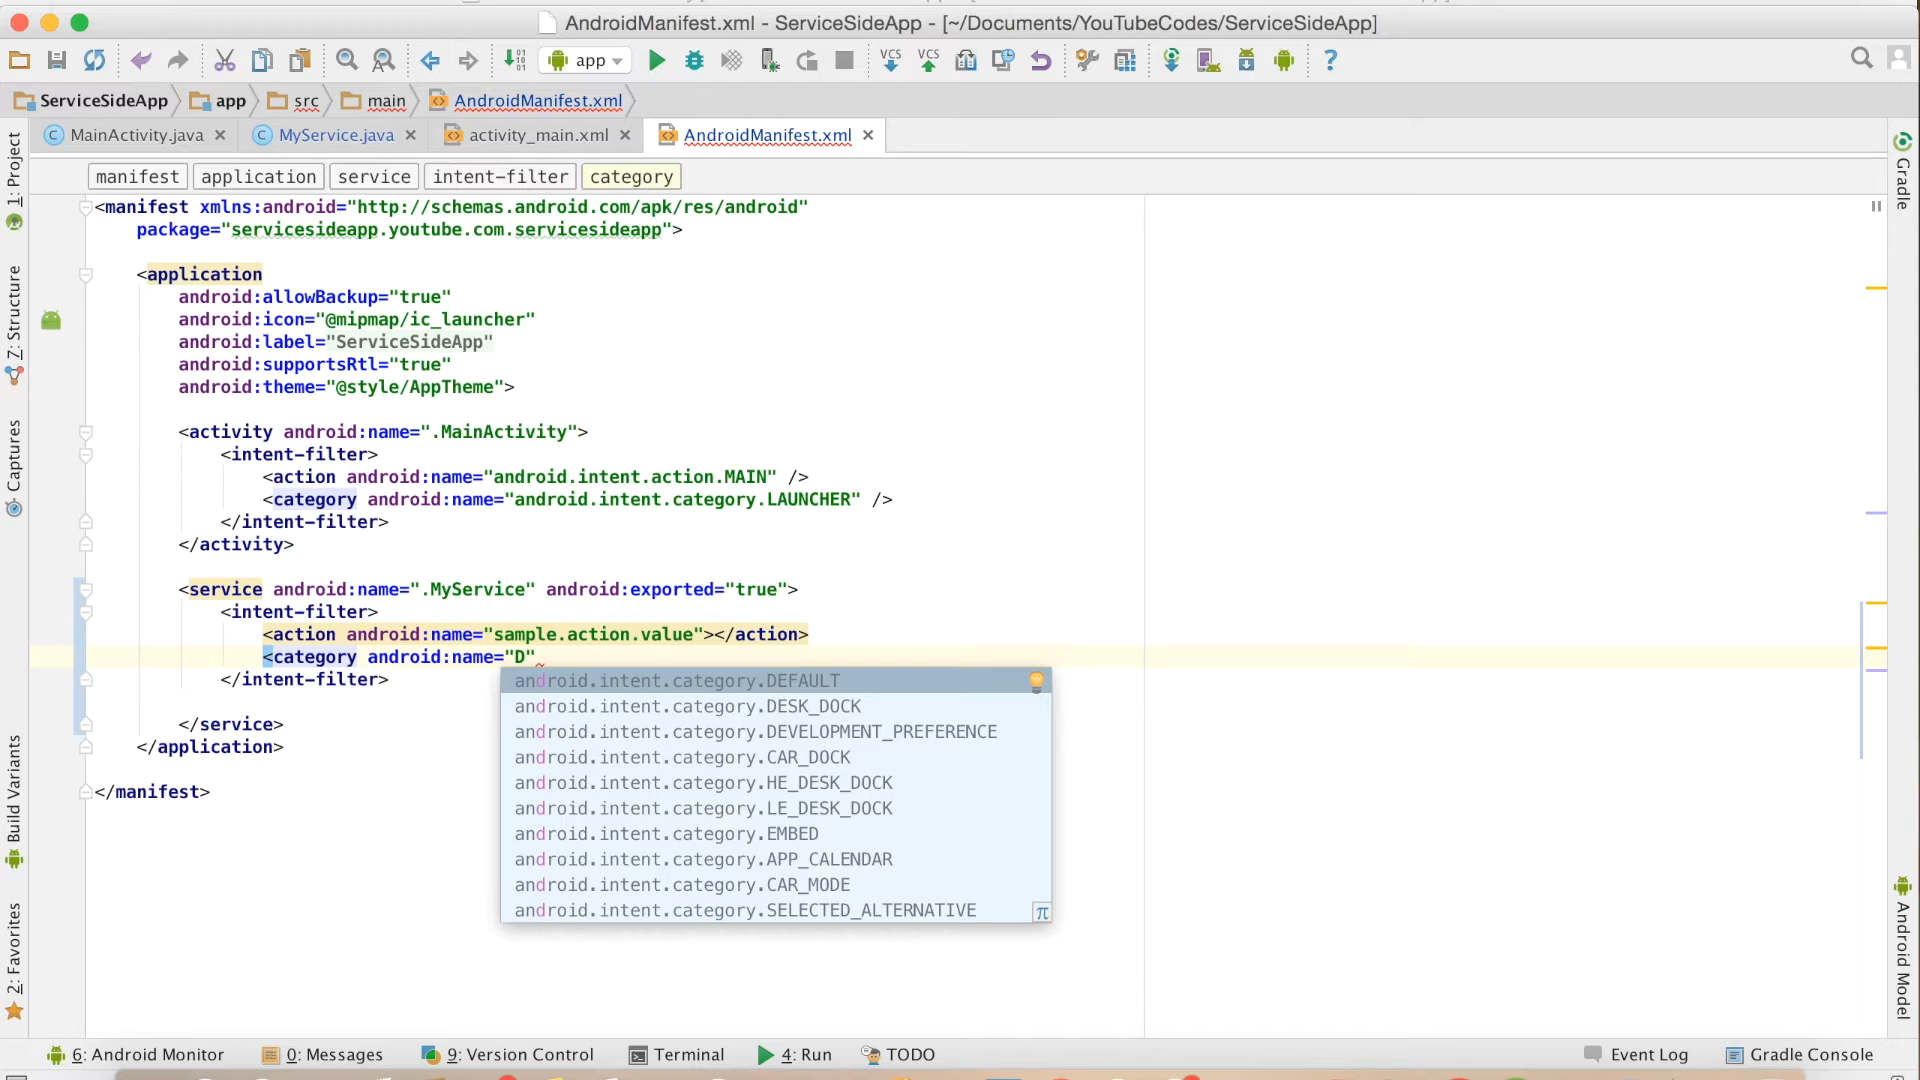 AndroidManifest.xml - ServiceSideApp - [~/Documents/YouTubeCodes/ServiceSideApp]
app
VCS VCS
ServiceSideApp app src main AndroidManifest.xml
MainActivity.java MyService.java activity_main.xml AndroidManifest.xml
manifest application service intent-filter category
<manifest xmlns:android="http://schemas.android.com/apk/res/android"
package="servicesideapp.youtube.com.servicesideapp">
<application
android:allowBackup="true"
android:icon="@mipmap/ic_launcher"
android:label="ServiceSideApp"
android:supportsRtl="true"
android:theme="@style/AppTheme">
<activity android:name=".MainActivity">
<intent-filter>
<action android:name="android.intent.action.MAIN" />
<category android:name="android.intent.category.LAUNCHER" />
</intent-filter>
</activity>
<service android:name=".MyService" android:exported="true">
<intent-filter>
<action android:name="sample.action.value"></action>
<category android:name="D"
</intent-filter>
</service>
</application>
</manifest>
android.intent.category.DEFAULT
android.intent.category.DESK_DOCK
android.intent.category.DEVELOPMENT_PREFERENCE
android.intent.category.CAR_DOCK
android.intent.category.HE_DESK_DOCK
android.intent.category.LE_DESK_DOCK
android.intent.category.EMBED
android.intent.category.APP_CALENDAR
android.intent.category.CAR_MODE
android.intent.category.SELECTED_ALTERNATIVE
π
1: Project
7: Structure
Captures
Build Variants
2: Favorites
Gradle
Android Model
6: Android Monitor 0: Messages 9: Version Control Terminal 4: Run TODO Event Log Gradle Console